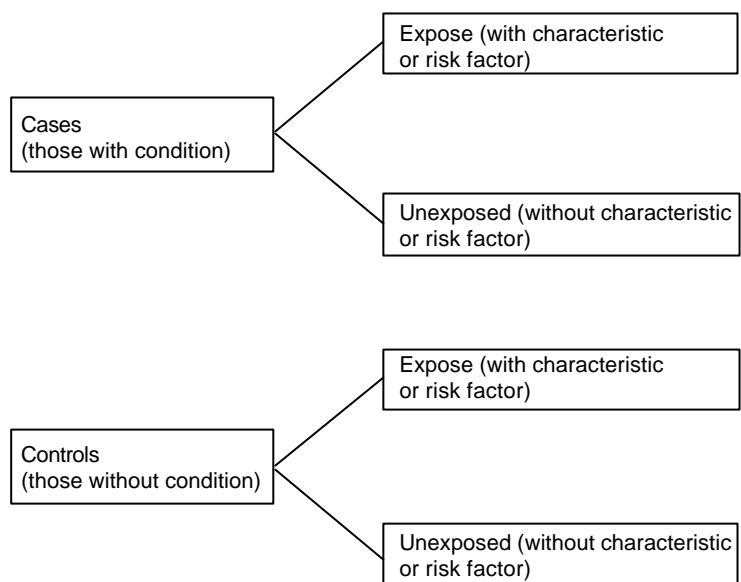 Expose (with characteristic
or risk factor)
Cases
(those with condition)
Unexposed (without characteristic
or risk factor)
Expose (with characteristic
or risk factor)
Controls
(those without condition)
Unexposed (without characteristic
or risk factor)